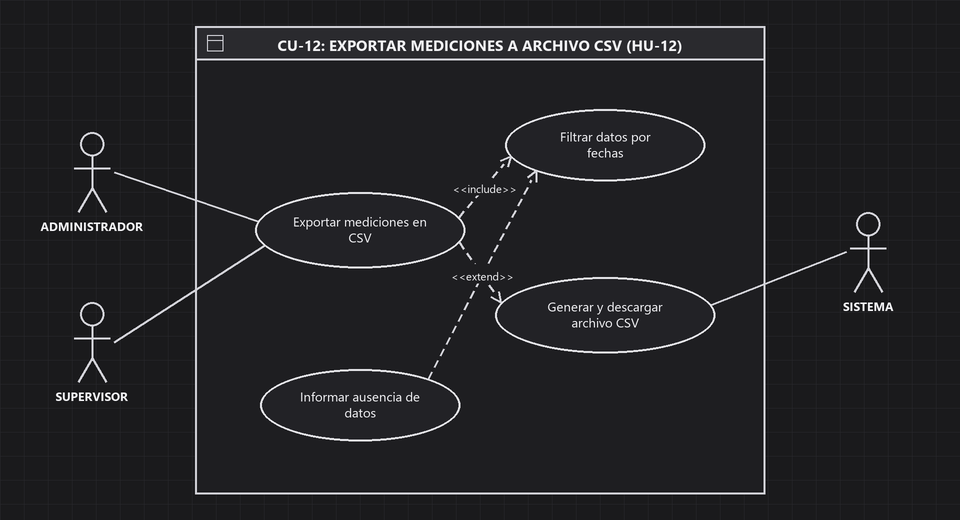 CU-12: EXPORTAR MEDICIONES A ARCHIVO CSV (HU-12)
Filtrar datos por
fechas
<<include>>
ADMINISTRADOR
Exportar mediciones en
CSV
<<extend>>
Generar y descargar
archivo CSV
SISTEMA
SUPERVISOR
Informar ausencia de
datos